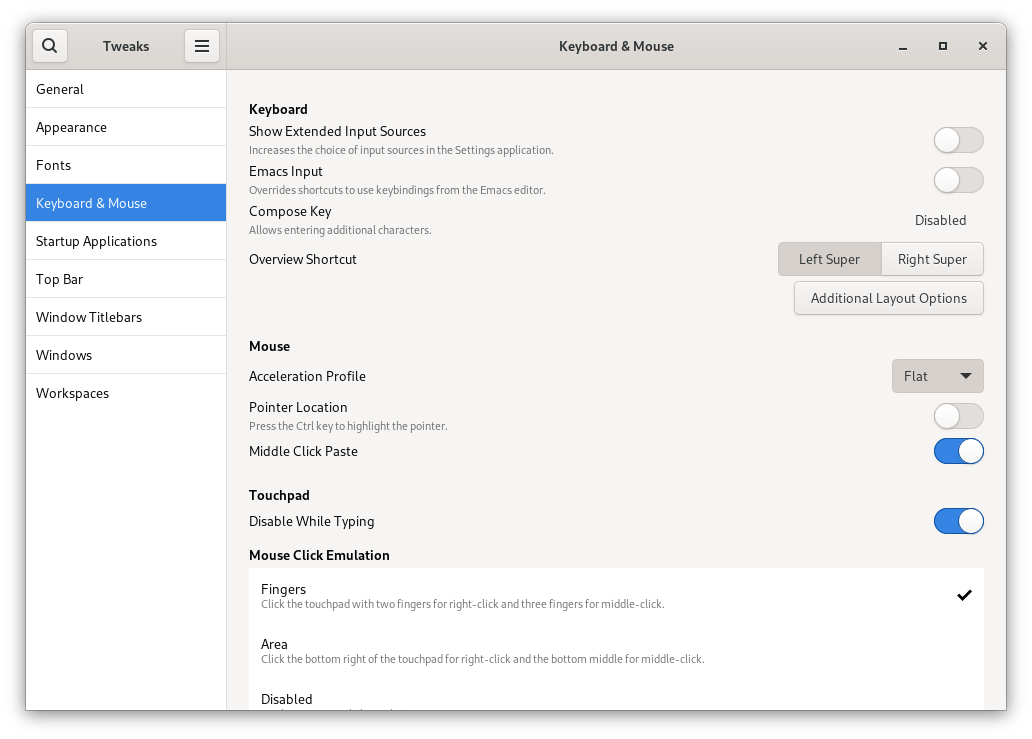 Tweaks
Keyboard & Mouse
General
Appearance
Fonts
Keyboard & Mouse
Startup Applications
Top Bar
Window Titlebars
Windows
Workspaces
Keyboard
Show Extended Input Sources
Increases the choice of input sources in the Settings application.
Emacs Input
Overrides shortcuts to use keybindings from the Emacs editor.
Compose Key
Allows entering additional characters.
Disabled
Overview Shortcut
Left Super
Right Super
Additional Layout Options
Mouse
Acceleration Profile
Flat
Pointer Location
Press the Ctrl key to highlight the pointer.
Middle Click Paste
Touchpad
Disable While Typing
Mouse Click Emulation
Fingers
Click the touchpad with two fingers for right-click and three fingers for middle-click.
Area
Click the bottom right of the touchpad for right-click and the bottom middle for middle-click.
Disabled